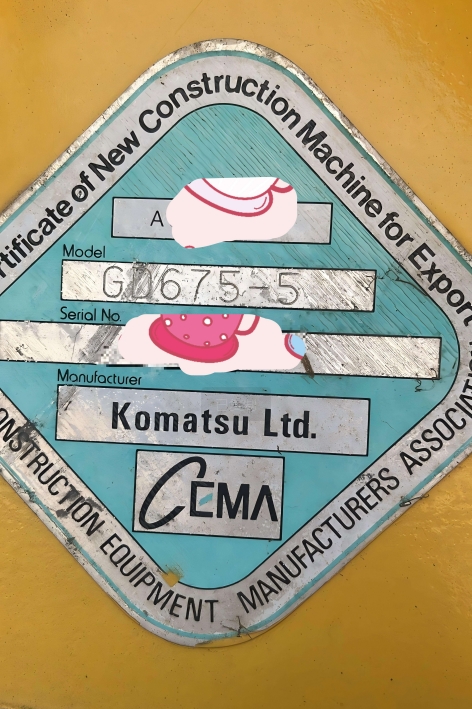 Certificate of New Construction Machine for Export
A
Model
GD675-5
Serial No.
Manufacturer
Komatsu Ltd.
CEMA
CONSTRUCTION EQUIPMENT MANUFACTURERS ASSOCIATION